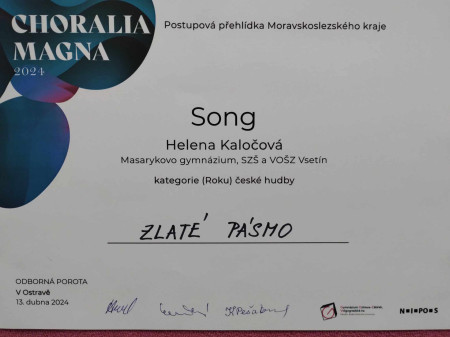 CHORALIA
MAGNA
2024
Postupová přehlídka Moravskoslezského kraje
Song
Helena Kaločová
Masarykovo gymnázium, SZŠ a VOŠZ Vsetín
kategorie (Roku) české hudby
ZLATÉ PÁSMO
ODBORNÁ POROTA
V Ostravě
13. dubna 2024
N·I·PO·S